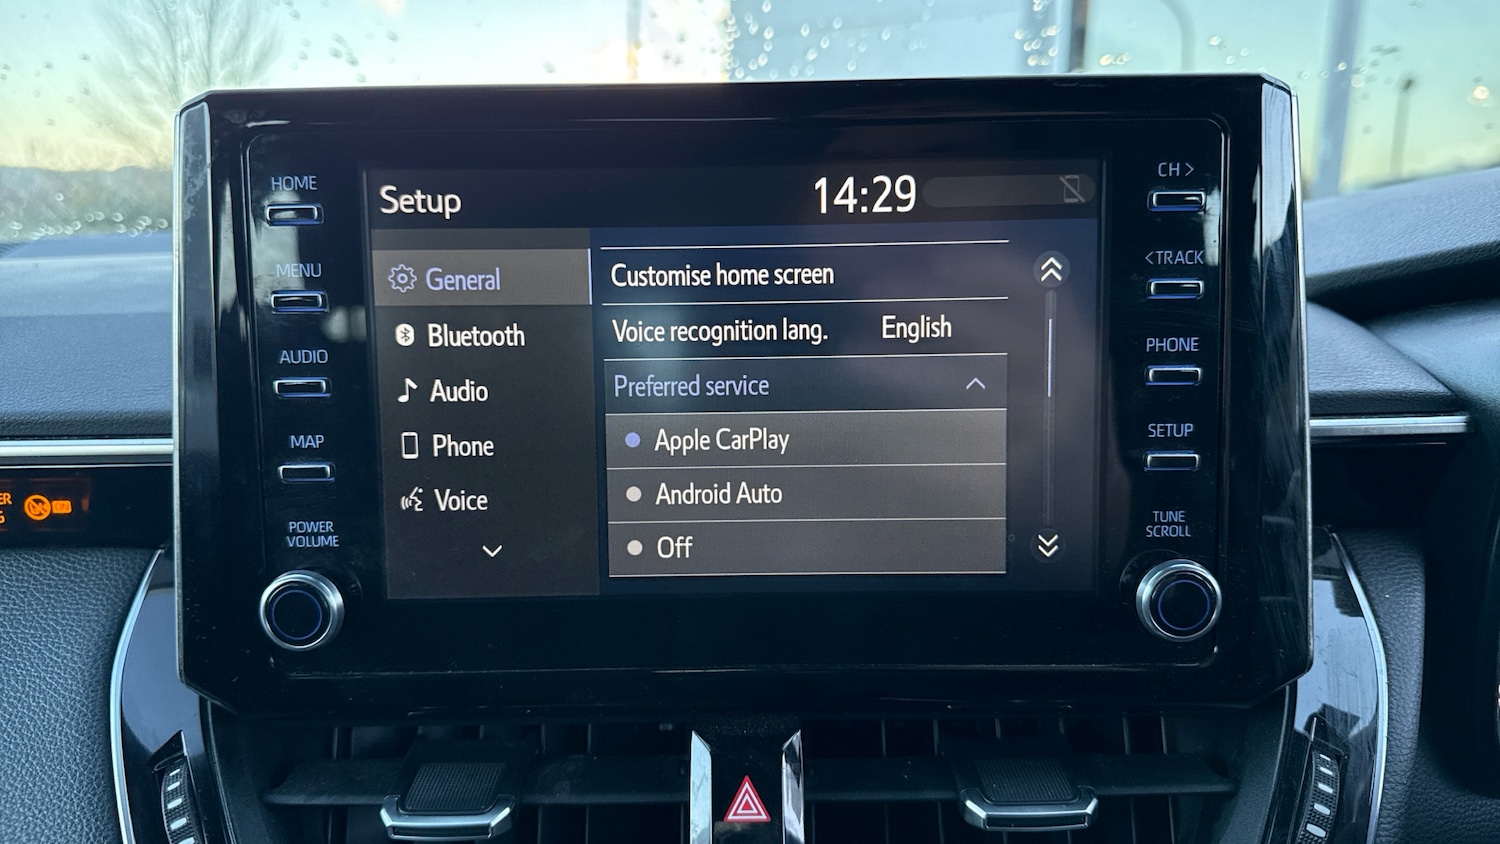 HOME
MENU
AUDIO
MAP
POWER
VOLUME
Setup
14:29
General
Bluetooth
Audio
Phone
Voice
Customise home screen
Voice recognition lang. English
Preferred service
Apple CarPlay
Android Auto
Off
CH >
<TRACK
PHONE
SETUP
TUNE
SCROLL